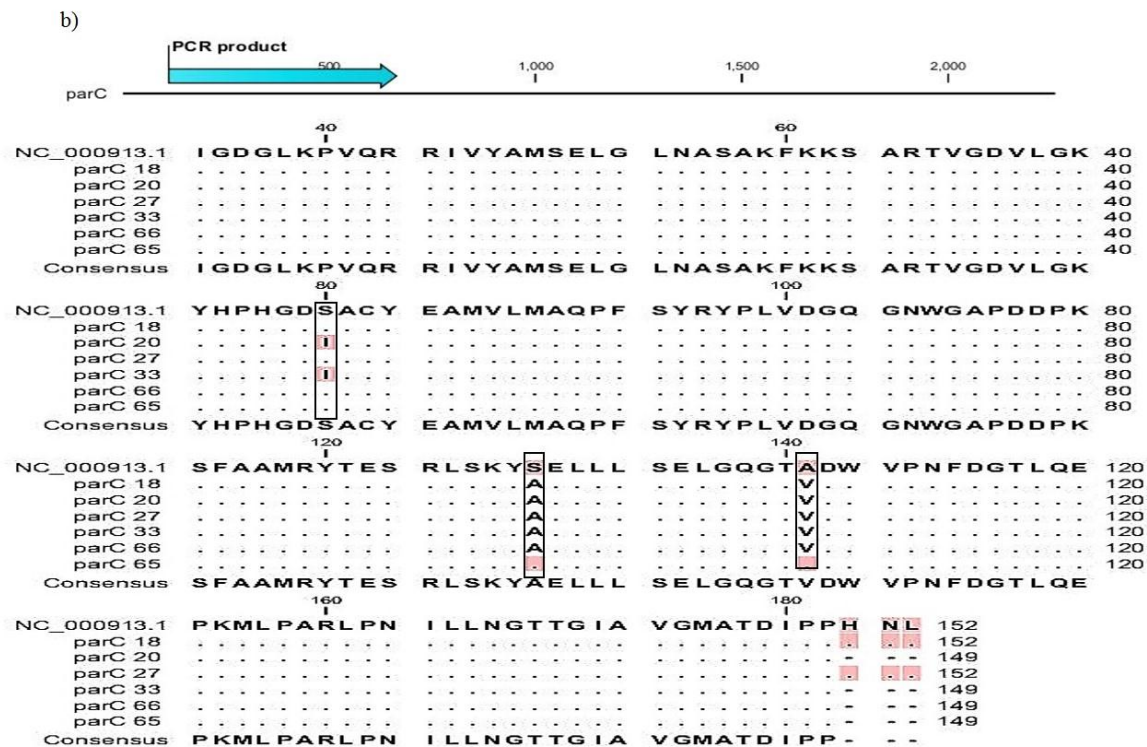 b)
PCR product
500 1,000 1,500 2,000
parC
40 60
NC_000913.1 IGDGLKPVQR RIVYAMSELG LNASAKFKKS ARTVGDVLGK 40
parC 18 . . . . . . . . . . . . . . . . . . . . . . . . . . . . . . . . . . . . . . . . 40
parC 20 . . . . . . . . . . . . . . . . . . . . . . . . . . . . . . . . . . . . . . . . 40
parC 27 . . . . . . . . . . . . . . . . . . . . . . . . . . . . . . . . . . . . . . . . 40
parC 33 . . . . . . . . . . . . . . . . . . . . . . . . . . . . . . . . . . . . . . . . 40
parC 66 . . . . . . . . . . . . . . . . . . . . . . . . . . . . . . . . . . . . . . . . 40
parC 65 . . . . . . . . . . . . . . . . . . . . . . . . . . . . . . . . . . . . . . . . 40
Consensus IGDGLKPVQR RIVYAMSELG LNASAKFKKS ARTVGDVLGK
80 100
NC_000913.1 YHPHGDSACY EAMVLMAQPF SYRYPLVDGQ GNWGAPDDPK 80
parC 18 . . . . . . . . . . . . . . . . . . . . . . . . . . . . . . . . . . . . . . . . 80
parC 20 . . . . . . I . . . . . . . . . . . . . . . . . . . . . . . . . . . . . . . . . 80
parC 27 . . . . . . . . . . . . . . . . . . . . . . . . . . . . . . . . . . . . . . . . 80
parC 33 . . . . . . I . . . . . . . . . . . . . . . . . . . . . . . . . . . . . . . . . 80
parC 66 . . . . . . . . . . . . . . . . . . . . . . . . . . . . . . . . . . . . . . . . 80
parC 65 . . . . . . . . . . . . . . . . . . . . . . . . . . . . . . . . . . . . . . . . 80
Consensus YHPHGDSACY EAMVLMAQPF SYRYPLVDGQ GNWGAPDDPK
120 140
NC_000913.1 SFAAMRYTES RLSKYSELLL SELGQGTADW VPNFDGTLQE 120
parC 18 . . . . . . . . . . . . . . . A . . . . . . . . . . . V . . . . . . . . . . . . 120
parC 20 . . . . . . . . . . . . . . . A . . . . . . . . . . . V . . . . . . . . . . . . 120
parC 27 . . . . . . . . . . . . . . . A . . . . . . . . . . . V . . . . . . . . . . . . 120
parC 33 . . . . . . . . . . . . . . . A . . . . . . . . . . . V . . . . . . . . . . . . 120
parC 66 . . . . . . . . . . . . . . . A . . . . . . . . . . . V . . . . . . . . . . . . 120
parC 65 . . . . . . . . . . . . . . . . . . . . . . . . . . . . . . . . . . . . . . . . 120
Consensus SFAAMRYTES RLSKYAELLL SELGQGTVDW VPNFDGTLQE
160 180
NC_000913.1 PKMLPARLPN ILLNGTTGIA VGMATDIPPH NL 152
parC 18 . . . . . . . . . . . . . . . . . . . . . . . . . . . . . . . . 152
parC 20 . . . . . . . . . . . . . . . . . . . . . . . . . . . . . - - - 149
parC 27 . . . . . . . . . . . . . . . . . . . . . . . . . . . . . . . . 152
parC 33 . . . . . . . . . . . . . . . . . . . . . . . . . . . . . - - - 149
parC 66 . . . . . . . . . . . . . . . . . . . . . . . . . . . . . - - - 149
parC 65 . . . . . . . . . . . . . . . . . . . . . . . . . . . . . - - - 149
Consensus PKMLPARLPN ILLNGTTGIA VGMATDIPP- - -